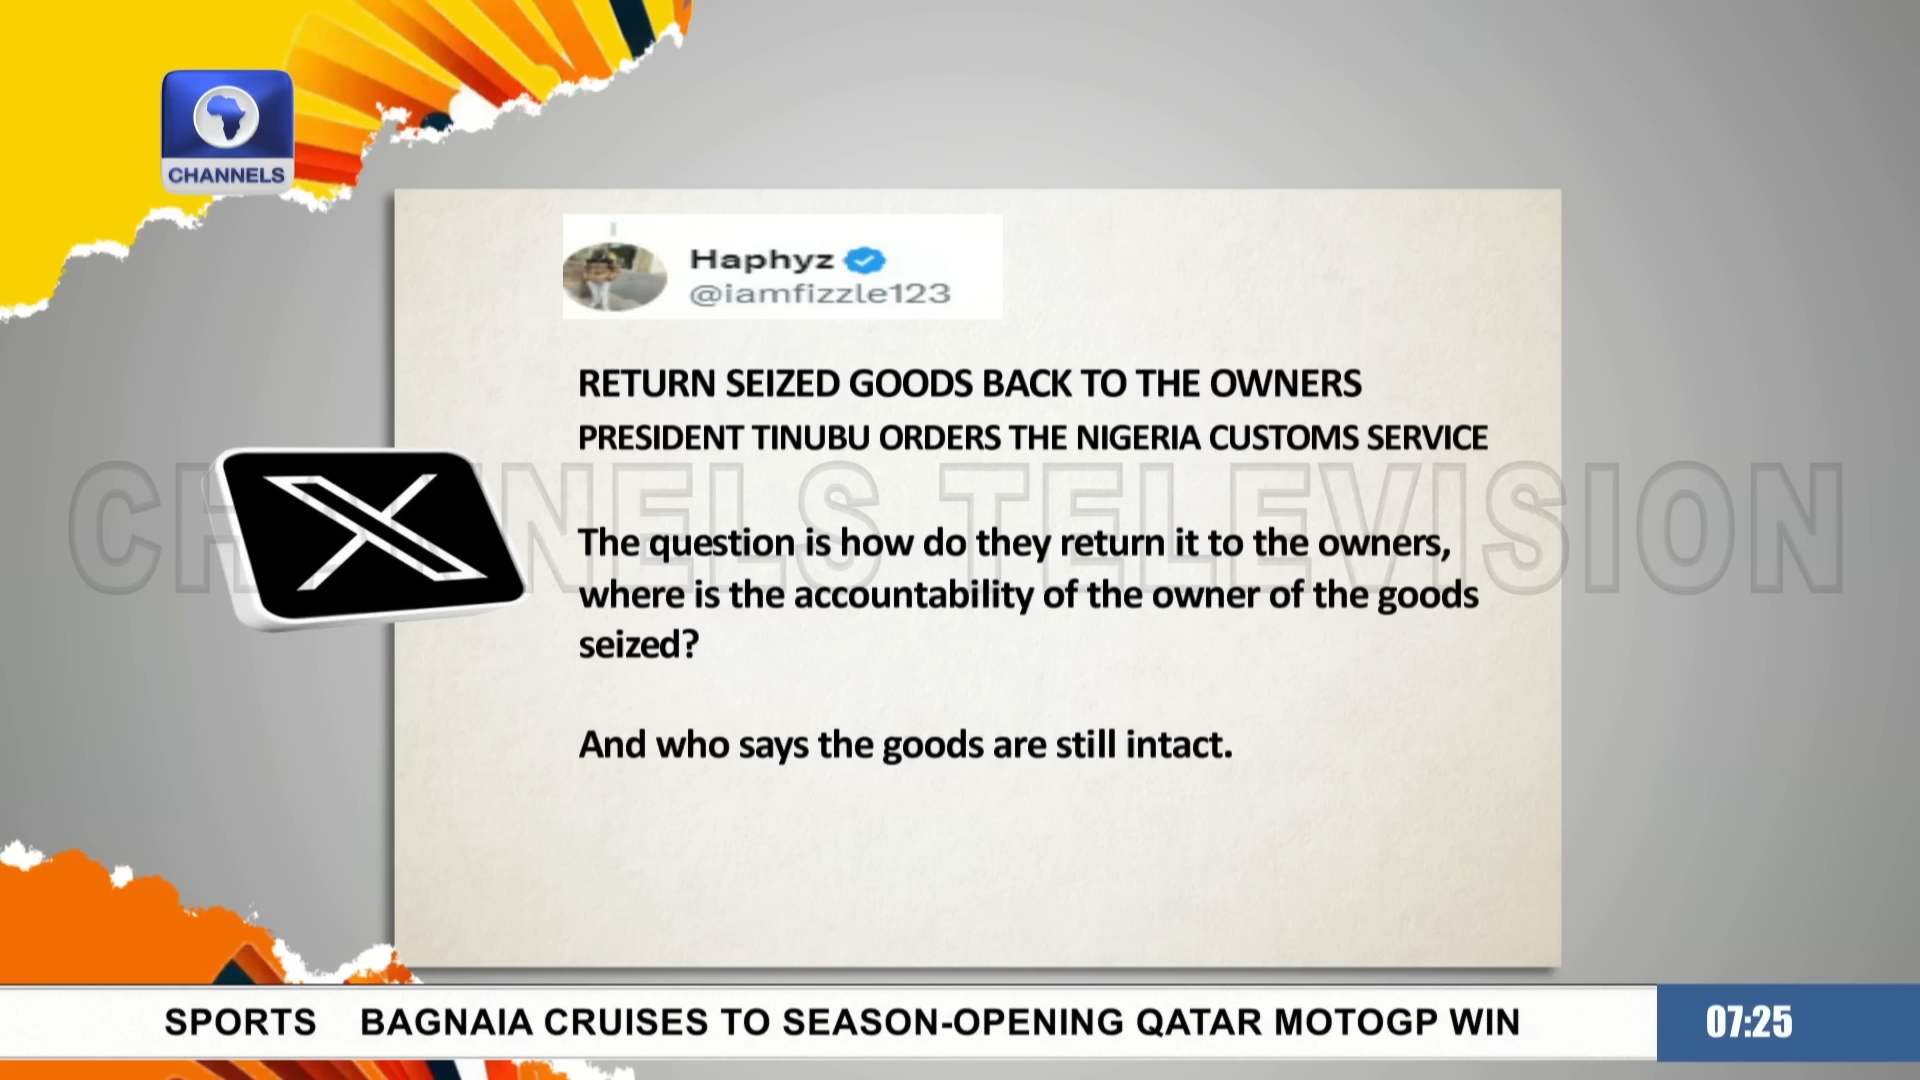 CHANNELS
Haphyz
@iamfizzle123
RETURN SEIZED GOODS BACK TO THE OWNERS
PRESIDENT TINUBU ORDERS THE NIGERIA CUSTOMS SERVICE
CHANNELS TELEVISION
The question is how do they return it to the owners,
where is the accountability of the owner of the goods
seized?
And who says the goods are still intact.
SPORTS BAGNAIA CRUISES TO SEASON-OPENING QATAR MOTOGP WIN
07:25